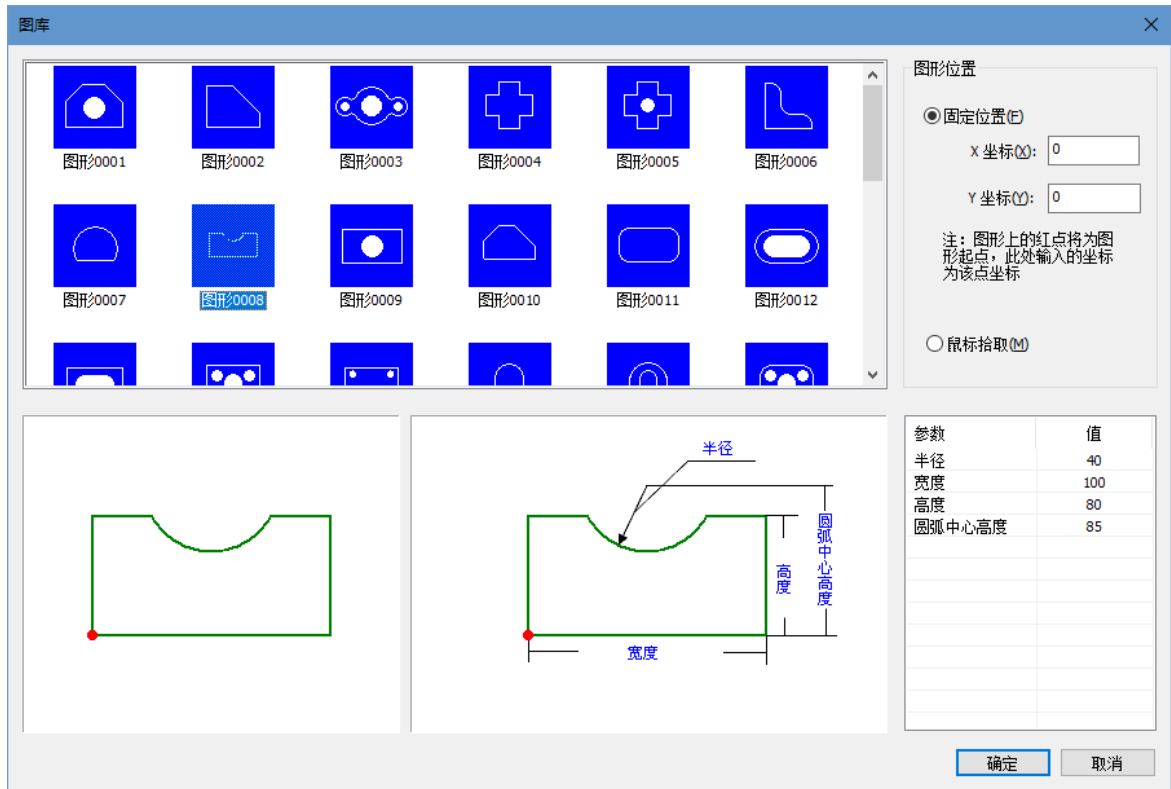 图库
图形0001
图形0002
图形0003
图形0004
图形0005
图形0006
图形0007
图形0008
图形0009
图形0010
图形0011
图形0012
图形位置
固定位置(F)
X 坐标(X):
0
Y 坐标(Y):
0
注：图形上的红点将为图
形起点，此处输入的坐标
为该点坐标
鼠标拾取(M)
半径
高度
圆弧中心高度
宽度
参数 值
半径 40
宽度 100
高度 80
圆弧中心高度 85
确定
取消